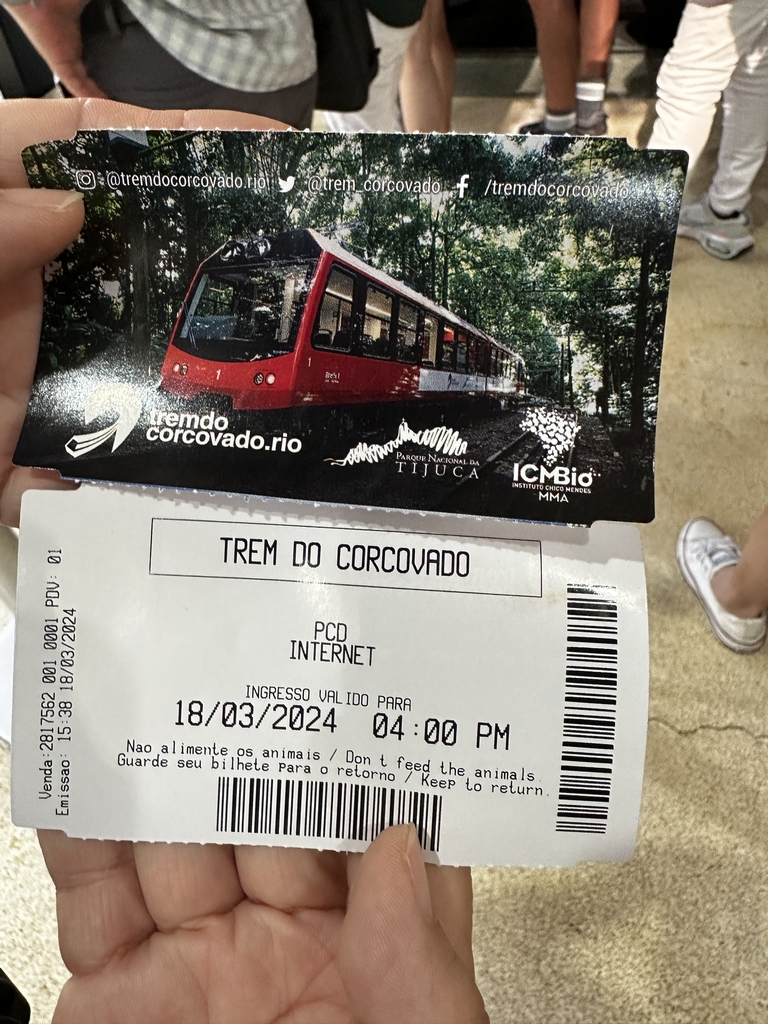 @tremdocorcovado.rio @trem_corcovado /tremdocorcovado
1
1
tremdo
corcovado.rio
PARQUE NACIONAL DA
TIJUCA
ICMBio
INSTITUTO CHICO MENDES
MMA
TREM DO CORCOVADO
PCD
INTERNET
INGRESSO VALIDO PARA
18/03/2024 04:00 PM
Nao alimente os animais / Don t feed the animals.
Guarde seu bilhete para o retorno / Keep to return.
Venda:2817562 001 0001 PDV: 01
Emissao: 15:38 18/03/2024